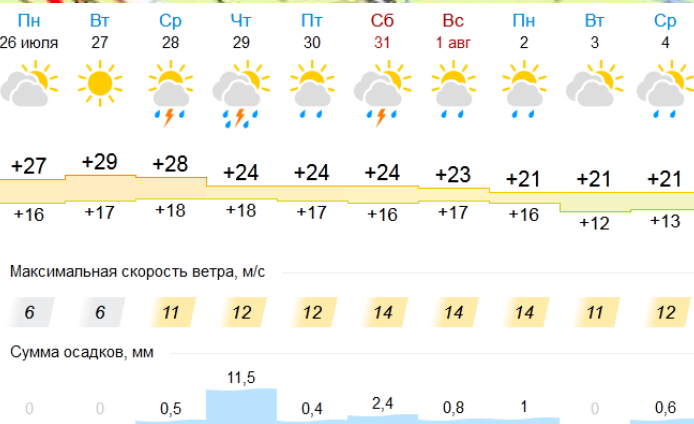 Пн Вт Ср Чт Пт Сб Вс Пн Вт Ср
26 июля 27 28 29 30 31 1 авг 2 3 4
+27 +29 +28 +24 +24 +24 +23 +21 +21 +21
+16 +17 +18 +18 +17 +16 +17 +16 +12 +13
Максимальная скорость ветра, м/с
6 6 11 12 12 14 14 14 11 12
Сумма осадков, мм
0 0 0,5 11,5 0,4 2,4 0,8 1 0 0,6